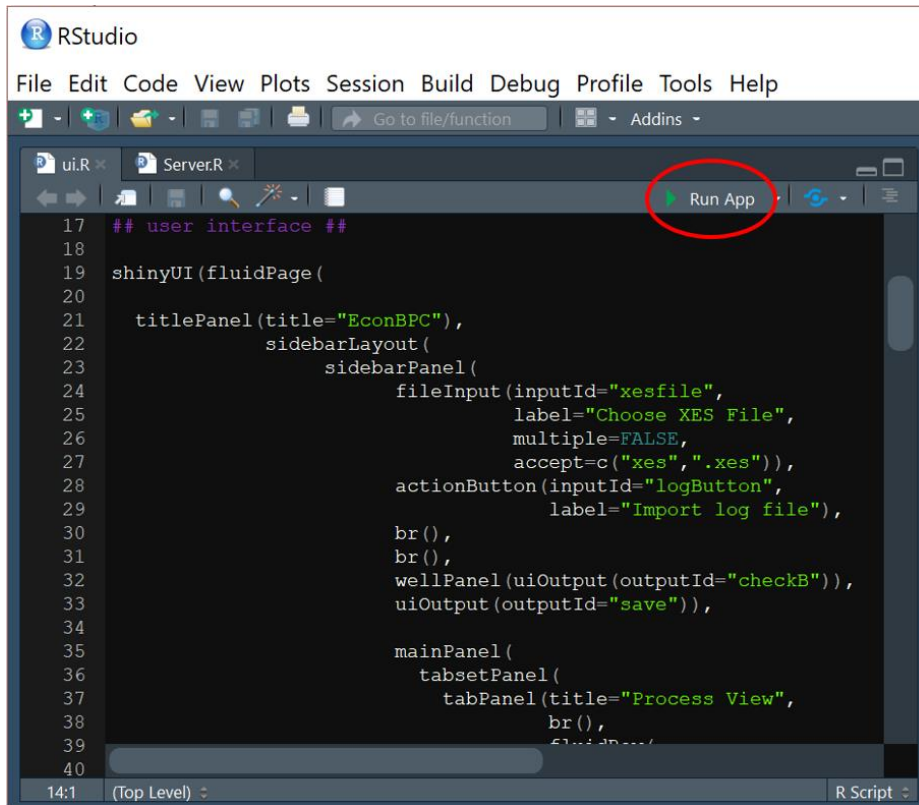 R RStudio
File Edit Code View Plots Session Build Debug Profile Tools Help
Go to file/function Addins
ui.R Server.R
Run App
17 ## user interface ##
18
19 shinyUI(fluidPage(
20
21 titlePanel(title="EconBPC"),
22 sidebarLayout(
23 sidebarPanel(
24 fileInput(inputId="xesfile",
25 label="Choose XES File",
26 multiple=FALSE,
27 accept=c("xes",".xes")),
28 actionButton(inputId="logButton",
29 label="Import log file"),
30 br(),
31 br(),
32 wellPanel(uiOutput(outputId="checkB")),
33 uiOutput(outputId="save")),
34
35 mainPanel(
36 tabsetPanel(
37 tabPanel(title="Process View",
38 br(),
39
40
14:1 (Top Level) R Script